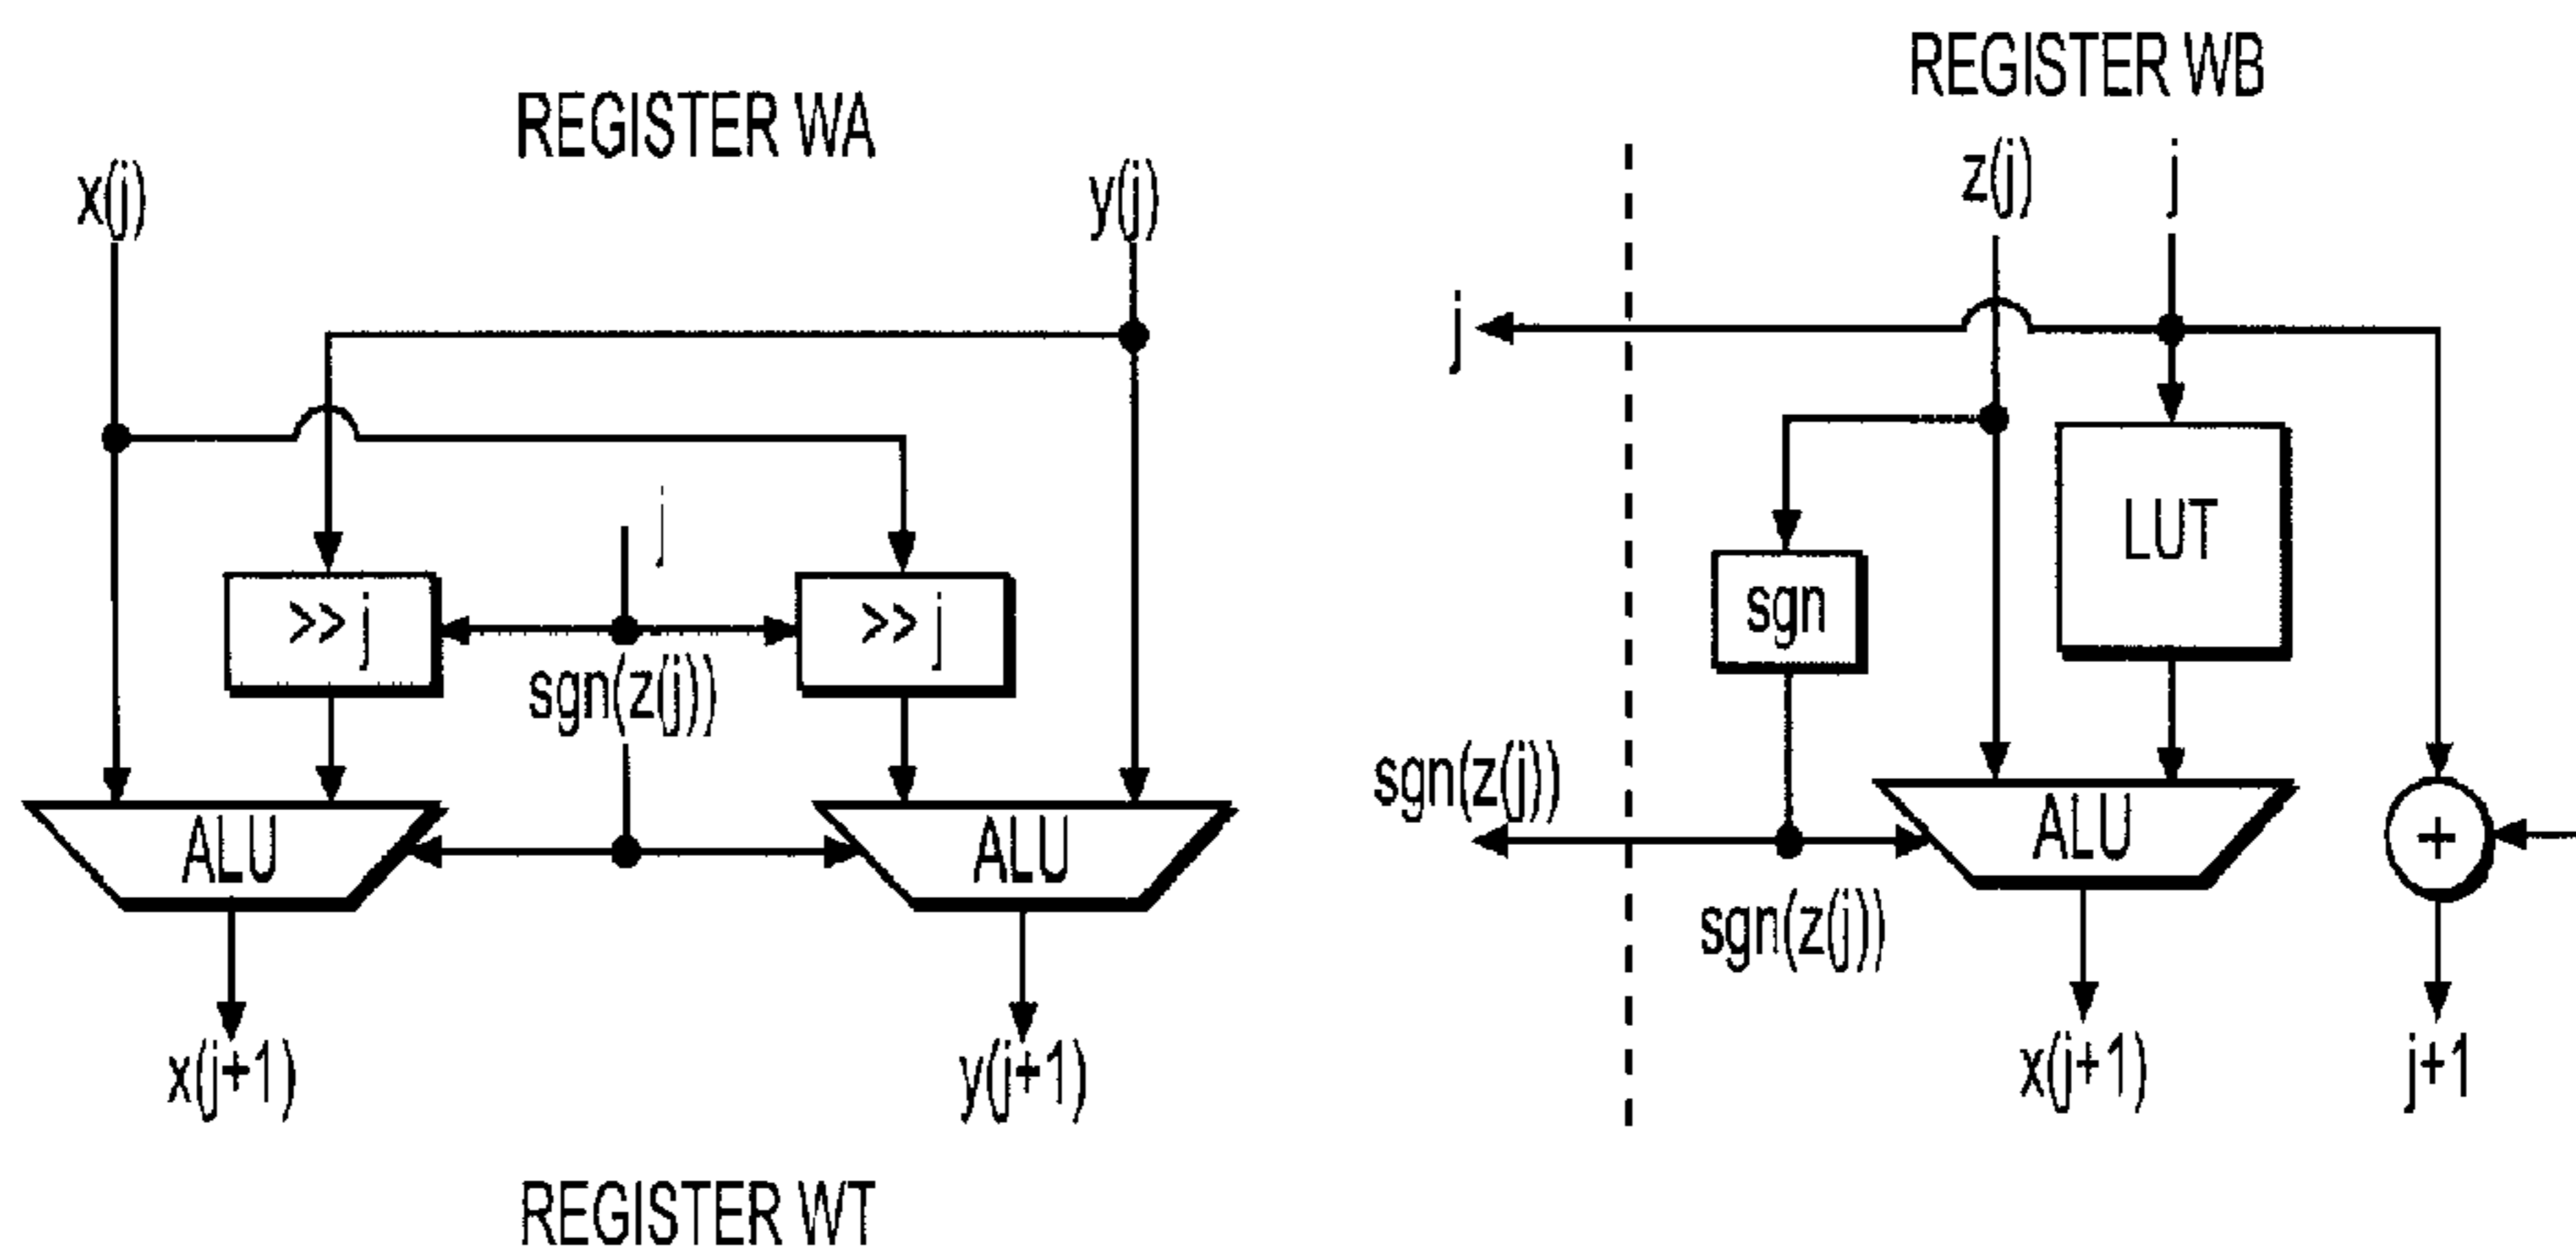 REGISTER WA
x(j)
y(j)
j
>> j
>> j
sgn(z(j))
ALU
ALU
x(j+1)
y(j+1)
REGISTER WT
REGISTER WB
z(j)
j
j
LUT
sgn
sgn(z(j))
ALU
+
sgn(z(j))
x(j+1)
j+1